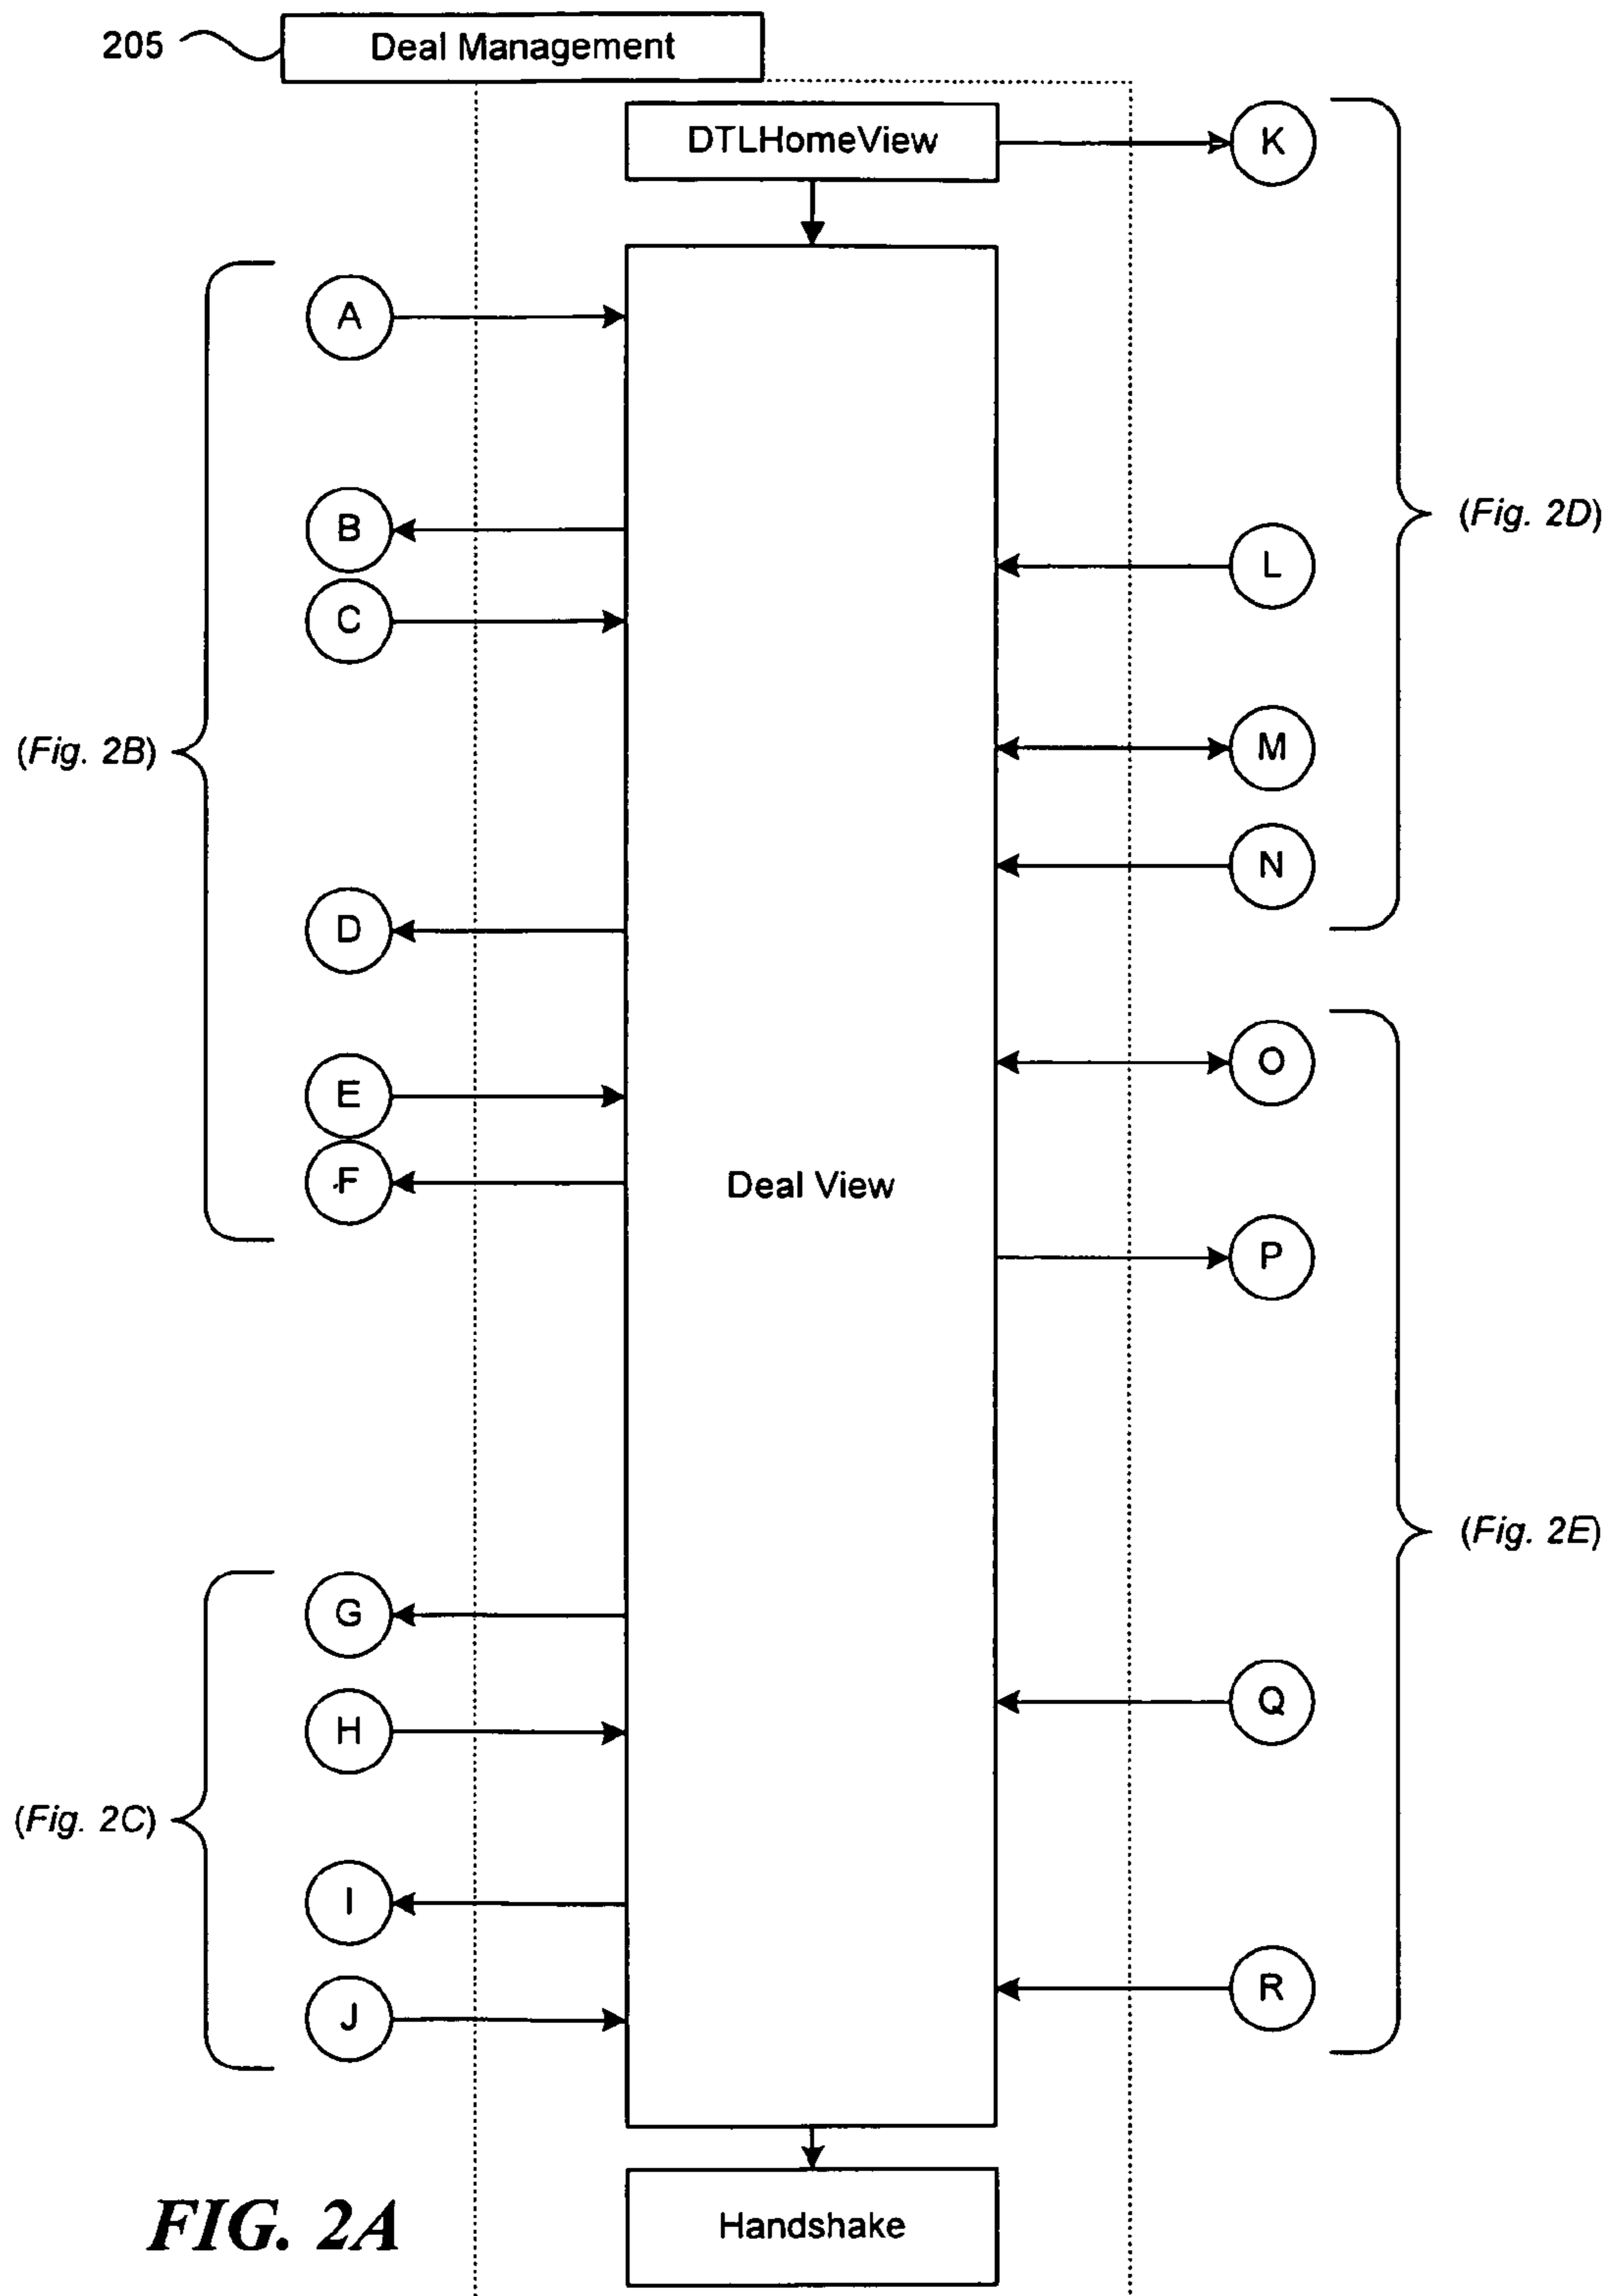 205
Deal Management
DTLHomeView
K
A
B
L
C
(Fig. 2D)
(Fig. 2B)
M
N
D
O
E
F
Deal View
P
(Fig. 2E)
G
Q
H
(Fig. 2C)
I
R
J
Handshake
FIG. 2A